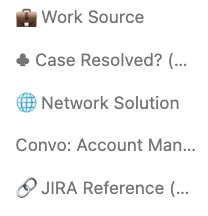 💼 Work Source
♣ Case Resolved? (...
🌐 Network Solution
Convo: Account Man...
🔗 JIRA Reference (...